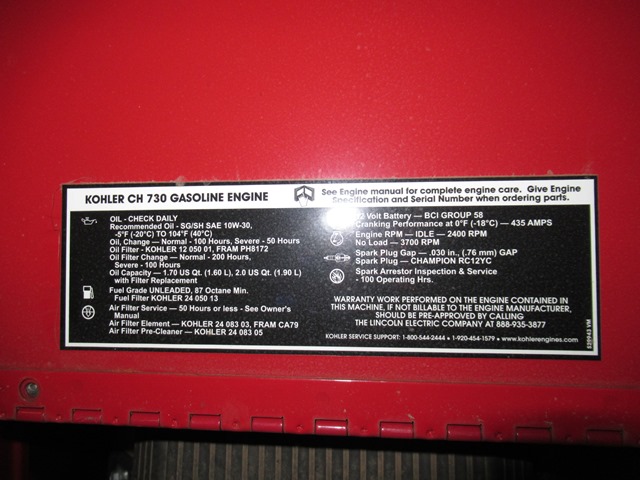 KOHLER CH 730 GASOLINE ENGINE
See Engine manual for complete engine care. Give Engine
Specification and Serial Number when ordering parts.
OIL - CHECK DAILY
Recommended Oil - SG/SH SAE 10W-30,
-5°F (-20°C) TO 104°F (40°C)
Oil, Change — Normal - 100 Hours, Severe - 50 Hours
Oil Filter - KOHLER 12 050 01, FRAM PH8172
Oil Filter Change — Normal - 200 Hours,
Severe - 100 Hours
Oil Capacity — 1.70 US Qt. (1.60 L), 2.0 US Qt. (1.90 L)
with Filter Replacement
Fuel Grade UNLEADED, 87 Octane Min.
Fuel Filter KOHLER 24 050 13
Air Filter Service — 50 Hours or less - See Owner's
Manual
Air Filter Element — KOHLER 24 083 03, FRAM CA79
Air Filter Pre-Cleaner — KOHLER 24 083 05
Volt Battery — BCI GROUP 58
Cranking Performance at 0°F (-18°C) — 435 AMPS
Engine RPM — IDLE — 2400 RPM
No Load — 3700 RPM
Spark Plug Gap — .030 in., (.76 mm) GAP
Spark Plug — CHAMPION RC12YC
Spark Arrestor Inspection & Service
- 100 Operating Hrs.
WARRANTY WORK PERFORMED ON THE ENGINE CONTAINED IN
THIS MACHINE, IF NOT BILLABLE TO THE ENGINE MANUFACTURER,
SHOULD BE PRE-APPROVED BY CALLING
THE LINCOLN ELECTRIC COMPANY AT 888-935-3877
KOHLER SERVICE SUPPORT: 1-800-544-2444 • 1-920-454-1579 • www.kohlerengines.com